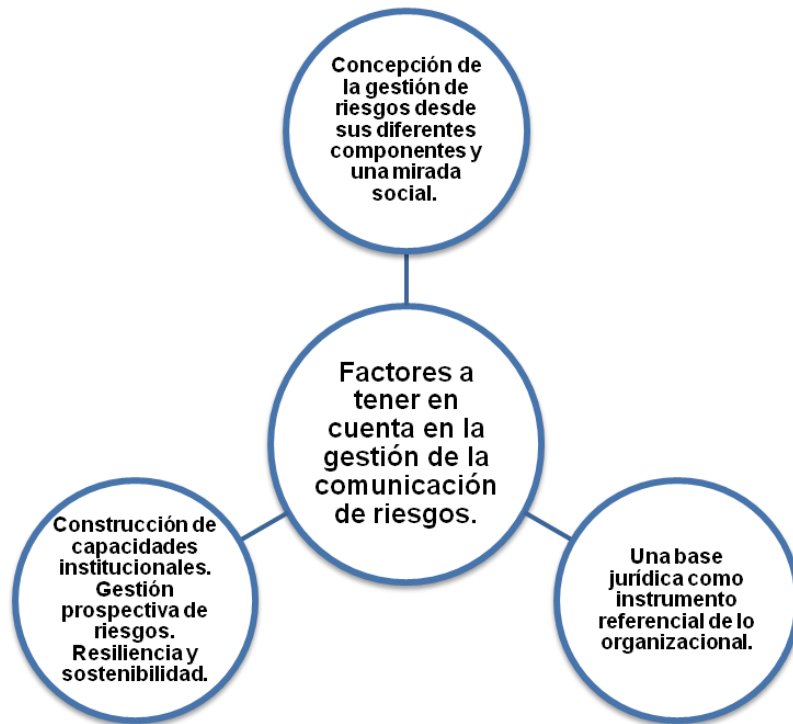 Concepción de
la gestión de
riesgos desde
sus diferentes
componentes y
una mirada
social.
Factores a
tener en
cuenta en la
gestión de la
comunicación
de riesgos.
Construcción de
capacidades
institucionales.
Gestión
prospectiva de
riesgos.
Resiliencia y
sostenibilidad.
Una base
jurídica como
instrumento
referencial de lo
organizacional.